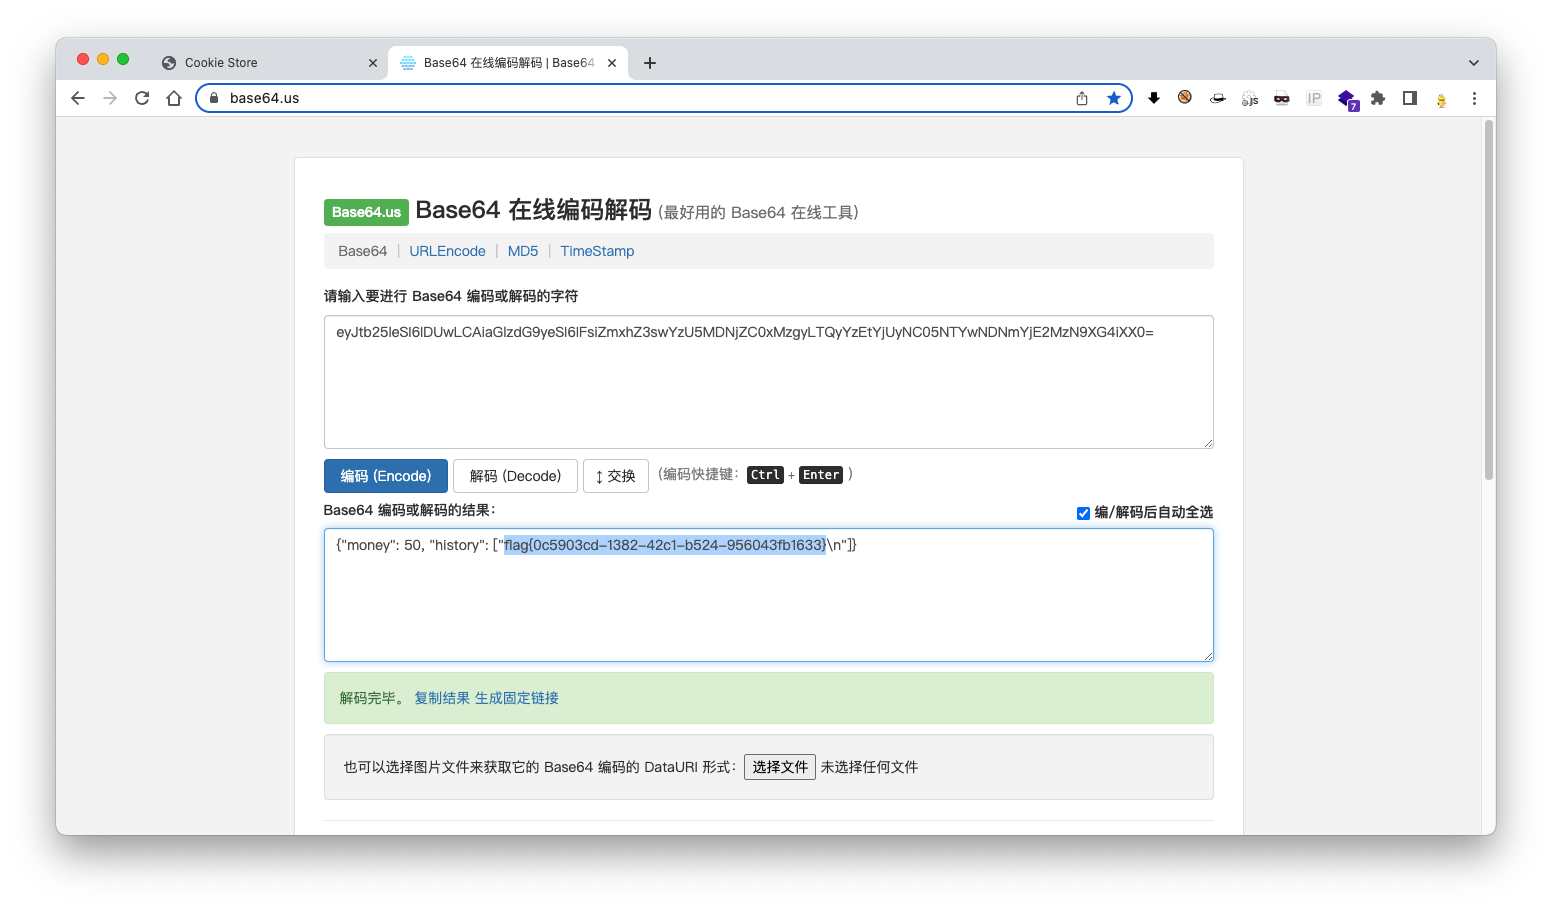 Cookie Store
Base64 在线编码解码 | Base64
base64.us
.js
IP
7
Base64.us Base64 在线编码解码 (最好用的 Base64 在线工具)
Base64 | URLEncode | MD5 | TimeStamp
请输入要进行 Base64 编码或解码的字符
eyJtb25leSI6IDUwLCAiaGlzdG9yeSI6IFsiZmxhZ3swYzU5MDNjZC0xMzgyLTQyYzEtYjUyNC05NTYwNDNmYjE2MzN9XG4iXX0=
编码 (Encode) 解码 (Decode) ↕ 交换 (编码快捷键： Ctrl + Enter )
Base64 编码或解码的结果： 编/解码后自动全选
{"money": 50, "history": ["flag{0c5903cd-1382-42c1-b524-956043fb1633}\n"]}
解码完毕。 复制结果 生成固定链接
也可以选择图片文件来获取它的 Base64 编码的 DataURI 形式： 选择文件 未选择任何文件